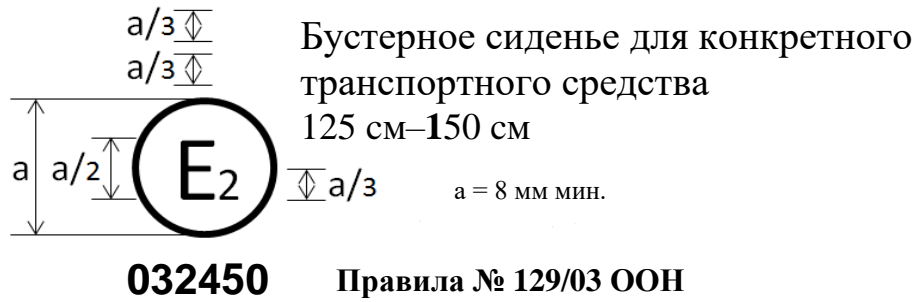 a/3
Бустерное сиденье для конкретного
a/3
транспортного средства
125 см–150 см
a
a/2
E2
a/3
a = 8 мм мин.
032450
Правила № 129/03 ООН